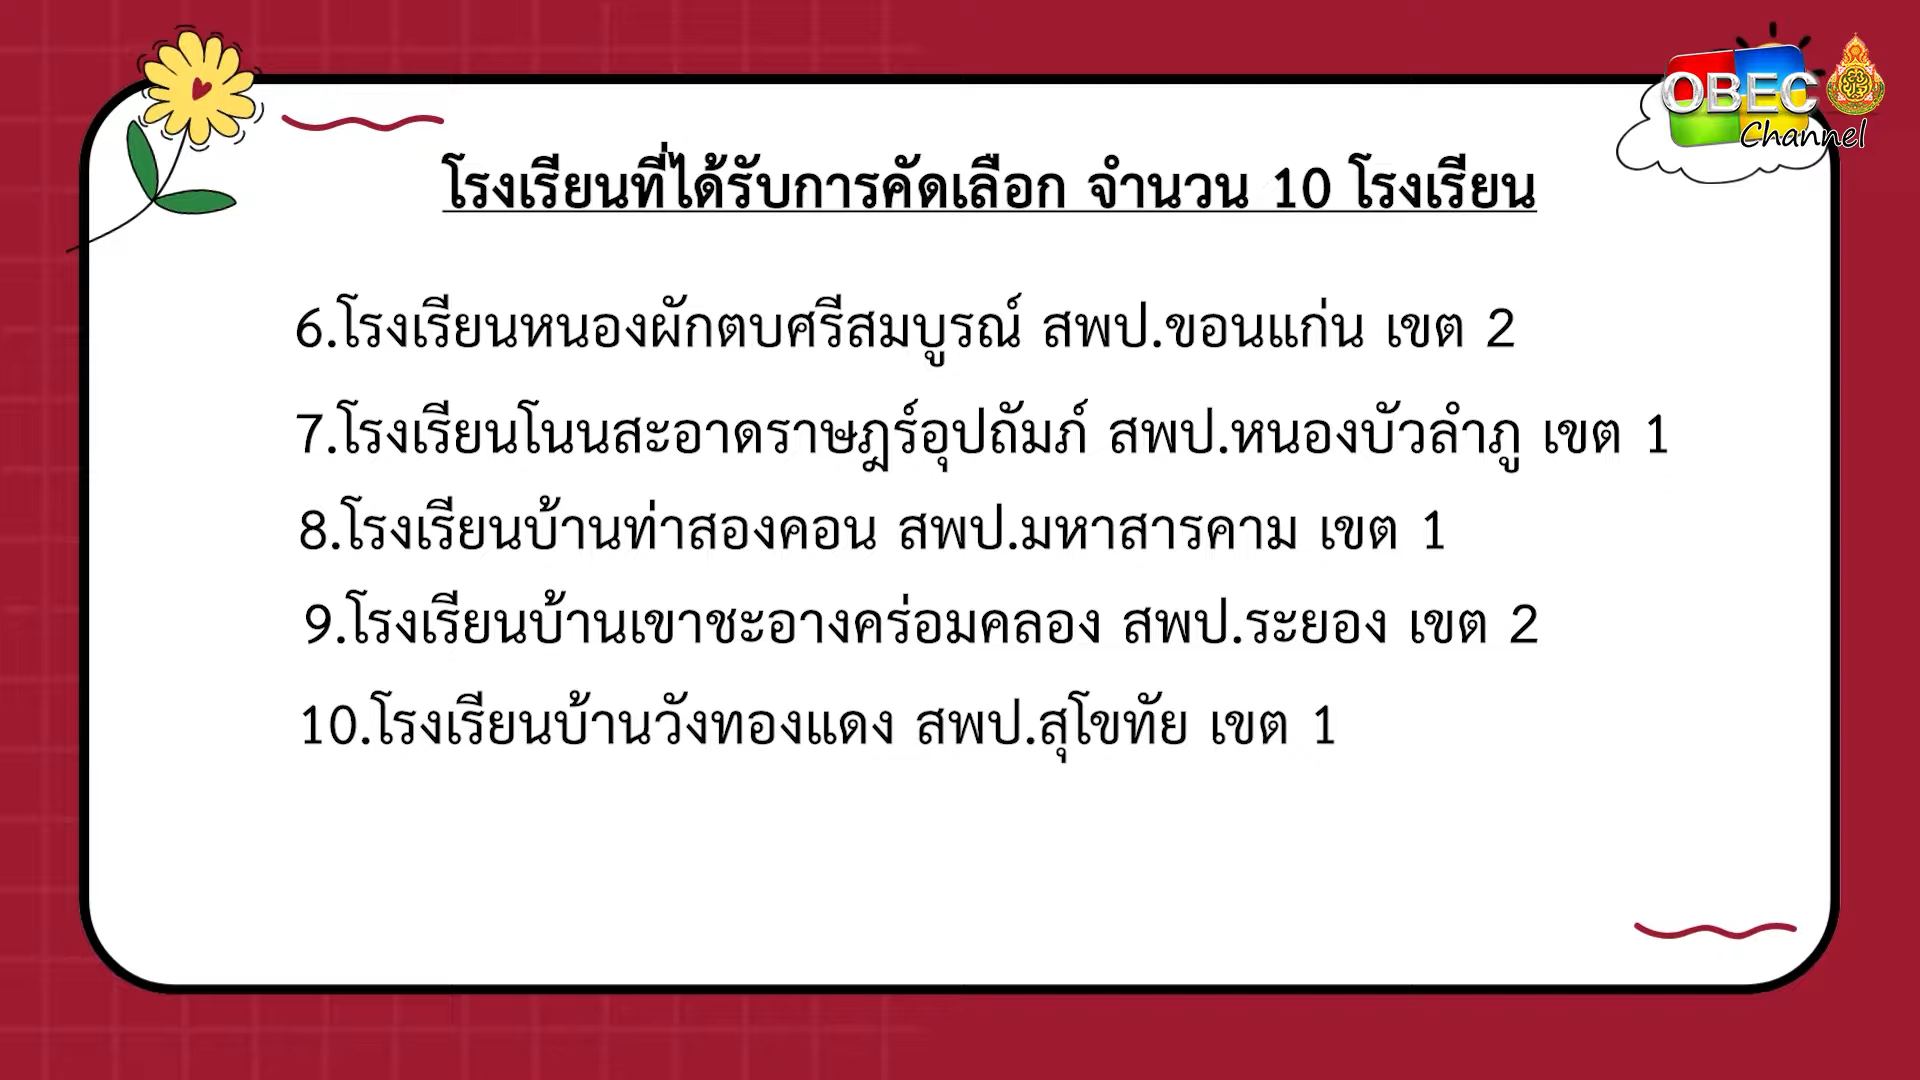 OBEC
Channel
โรงเรียนที่ได้รับการคัดเลือก จำนวน 10 โรงเรียน
6.โรงเรียนหนองผักตบศรีสมบูรณ์ สพป.ขอนแก่น เขต 2
7.โรงเรียนโนนสะอาดราษฎร์อุปถัมภ์ สพป.หนองบัวลำภู เขต 1
8.โรงเรียนบ้านท่าสองคอน สพป.มหาสารคาม เขต 1
9.โรงเรียนบ้านเขาชะอางคร่อมคลอง สพป.ระยอง เขต 2
10.โรงเรียนบ้านวังทองแดง สพป.สุโขทัย เขต 1